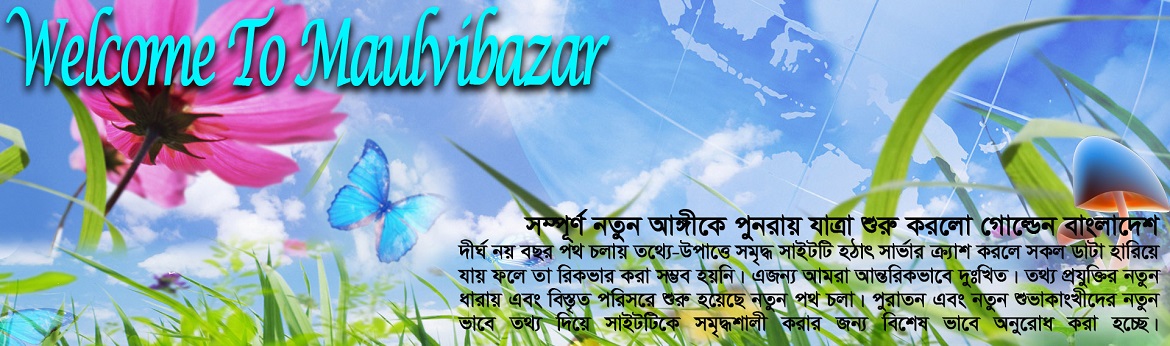 Welcome To Maulvibazar
সম্পূর্ণ নতুন আঙ্গীকে পুনরায় যাত্রা শুরু করলো গোল্ডেন বাংলাদেশ
দীর্ঘ নয় বছর পথ চলায় তথ্যে-উপাত্তে সমৃদ্ধ সাইটটি হঠাৎ সার্ভার ক্র্যাশ করলে সকল ডাটা হারিয়ে
যায় ফলে তা রিকভার করা সম্ভব হয়নি। এজন্য আমরা আন্তরিকভাবে দুঃখিত। তথ্য প্রযুক্তির নতুন
ধারায় এবং বিস্তৃত পরিসরে শুরু হয়েছে নতুন পথ চলা। পুরাতন এবং নতুন শুভাকাংখীদের নতুন
ভাবে তথ্য দিয়ে সাইটটিকে সমৃদ্ধশালী করার জন্য বিশেষ ভাবে অনুরোধ করা হচ্ছে।